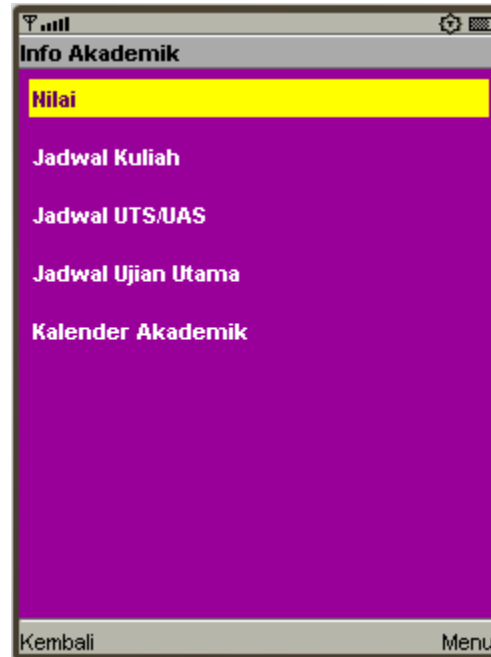 Info Akademik
Nilai
Jadwal Kuliah
Jadwal UTS/UAS
Jadwal Ujian Utama
Kalender Akademik
Kembali
Menu